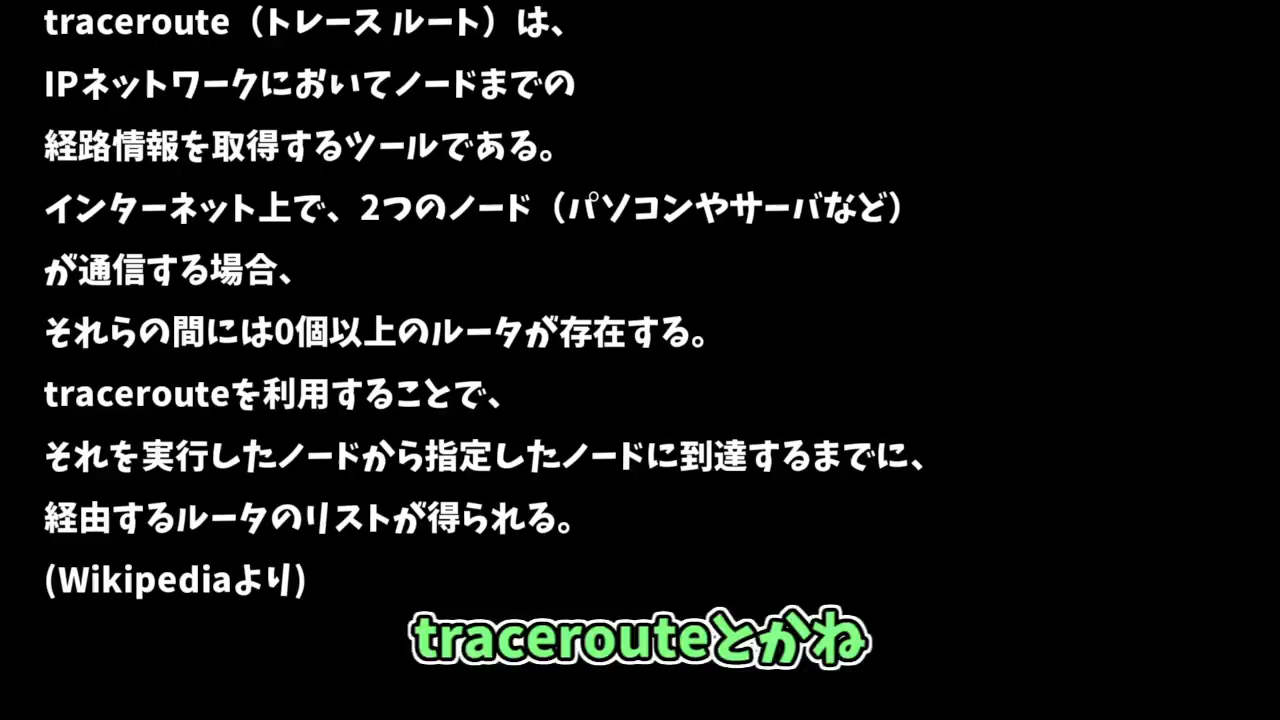 traceroute（トレース ルート）は、
IPネットワークにおいてノードまでの
経路情報を取得するツールである。
インターネット上で、2つのノード（パソコンやサーバなど）
が通信する場合、
それらの間には0個以上のルータが存在する。
tracerouteを利用することで、
それを実行したノードから指定したノードに到達するまでに、
経由するルータのリストが得られる。
(Wikipediaより)
tracerouteとかね